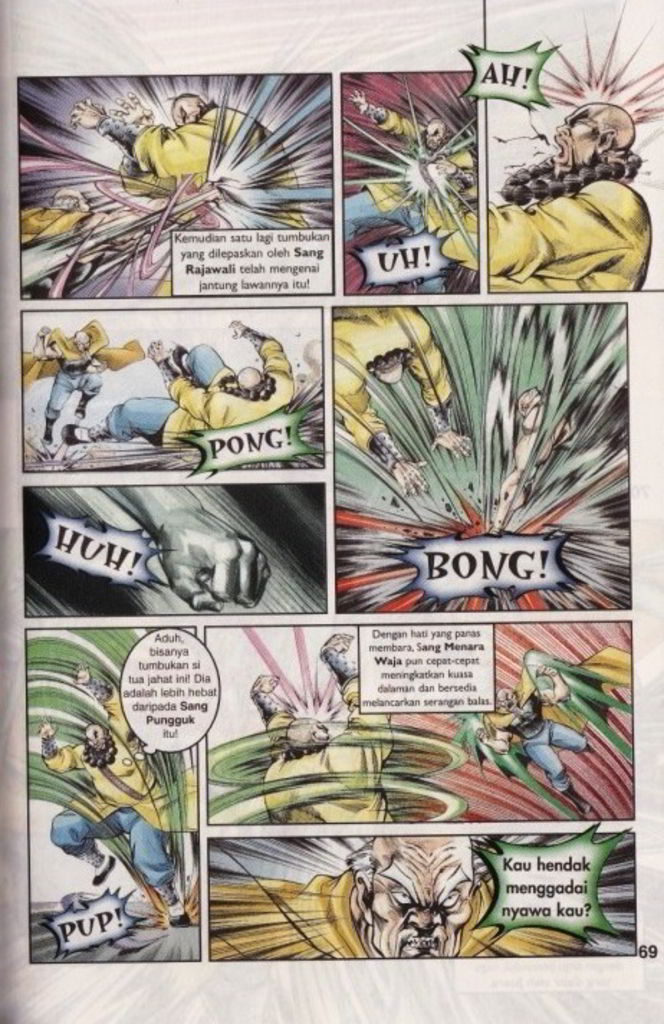 Kemudian satu lagi tumbukan
yang dilepaskan oleh Sang
Rajawali telah mengenai
jantung lawannya itu!
UH!
AH!
PONG!
BONG!
HUH!
Aduh,
bisanya
tumbukan si
tua jahat ini! Dia
adalah lebih hebat
daripada Sang
Pungguk
itu!
PUP!
Dengan hati yang panas
membara, Sang Menara
Waja pun cepat-cepat
meningkatkan kuasa
dalaman dan bersedia
melancarkan serangan balas.
Kau hendak
menggadai
nyawa kau?
69